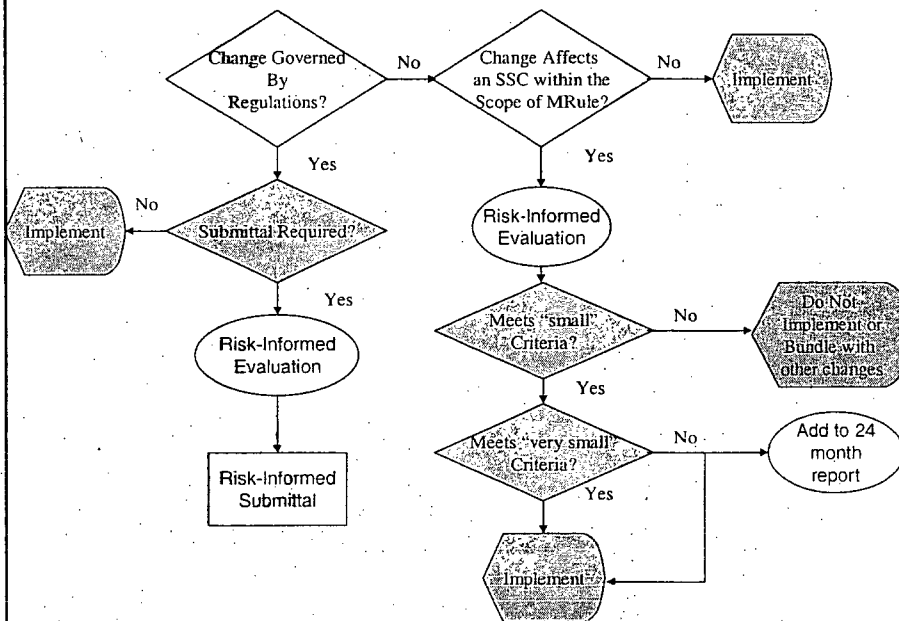 Change Governed
By
Regulations?
No
Change Affects
an SSC within the
Scope of MRule?
No
Implement
Yes
Yes
Implement
No
Submittal Required?
Risk-Informed
Evaluation
Yes
Risk-Informed
Evaluation
Meets "small"
Criteria?
No
Do Not
Implement or
Bundle with
other changes
Yes
Risk-Informed
Submittal
Meets "very small"
Criteria?
No
Add to 24
month
report
Yes
Implement